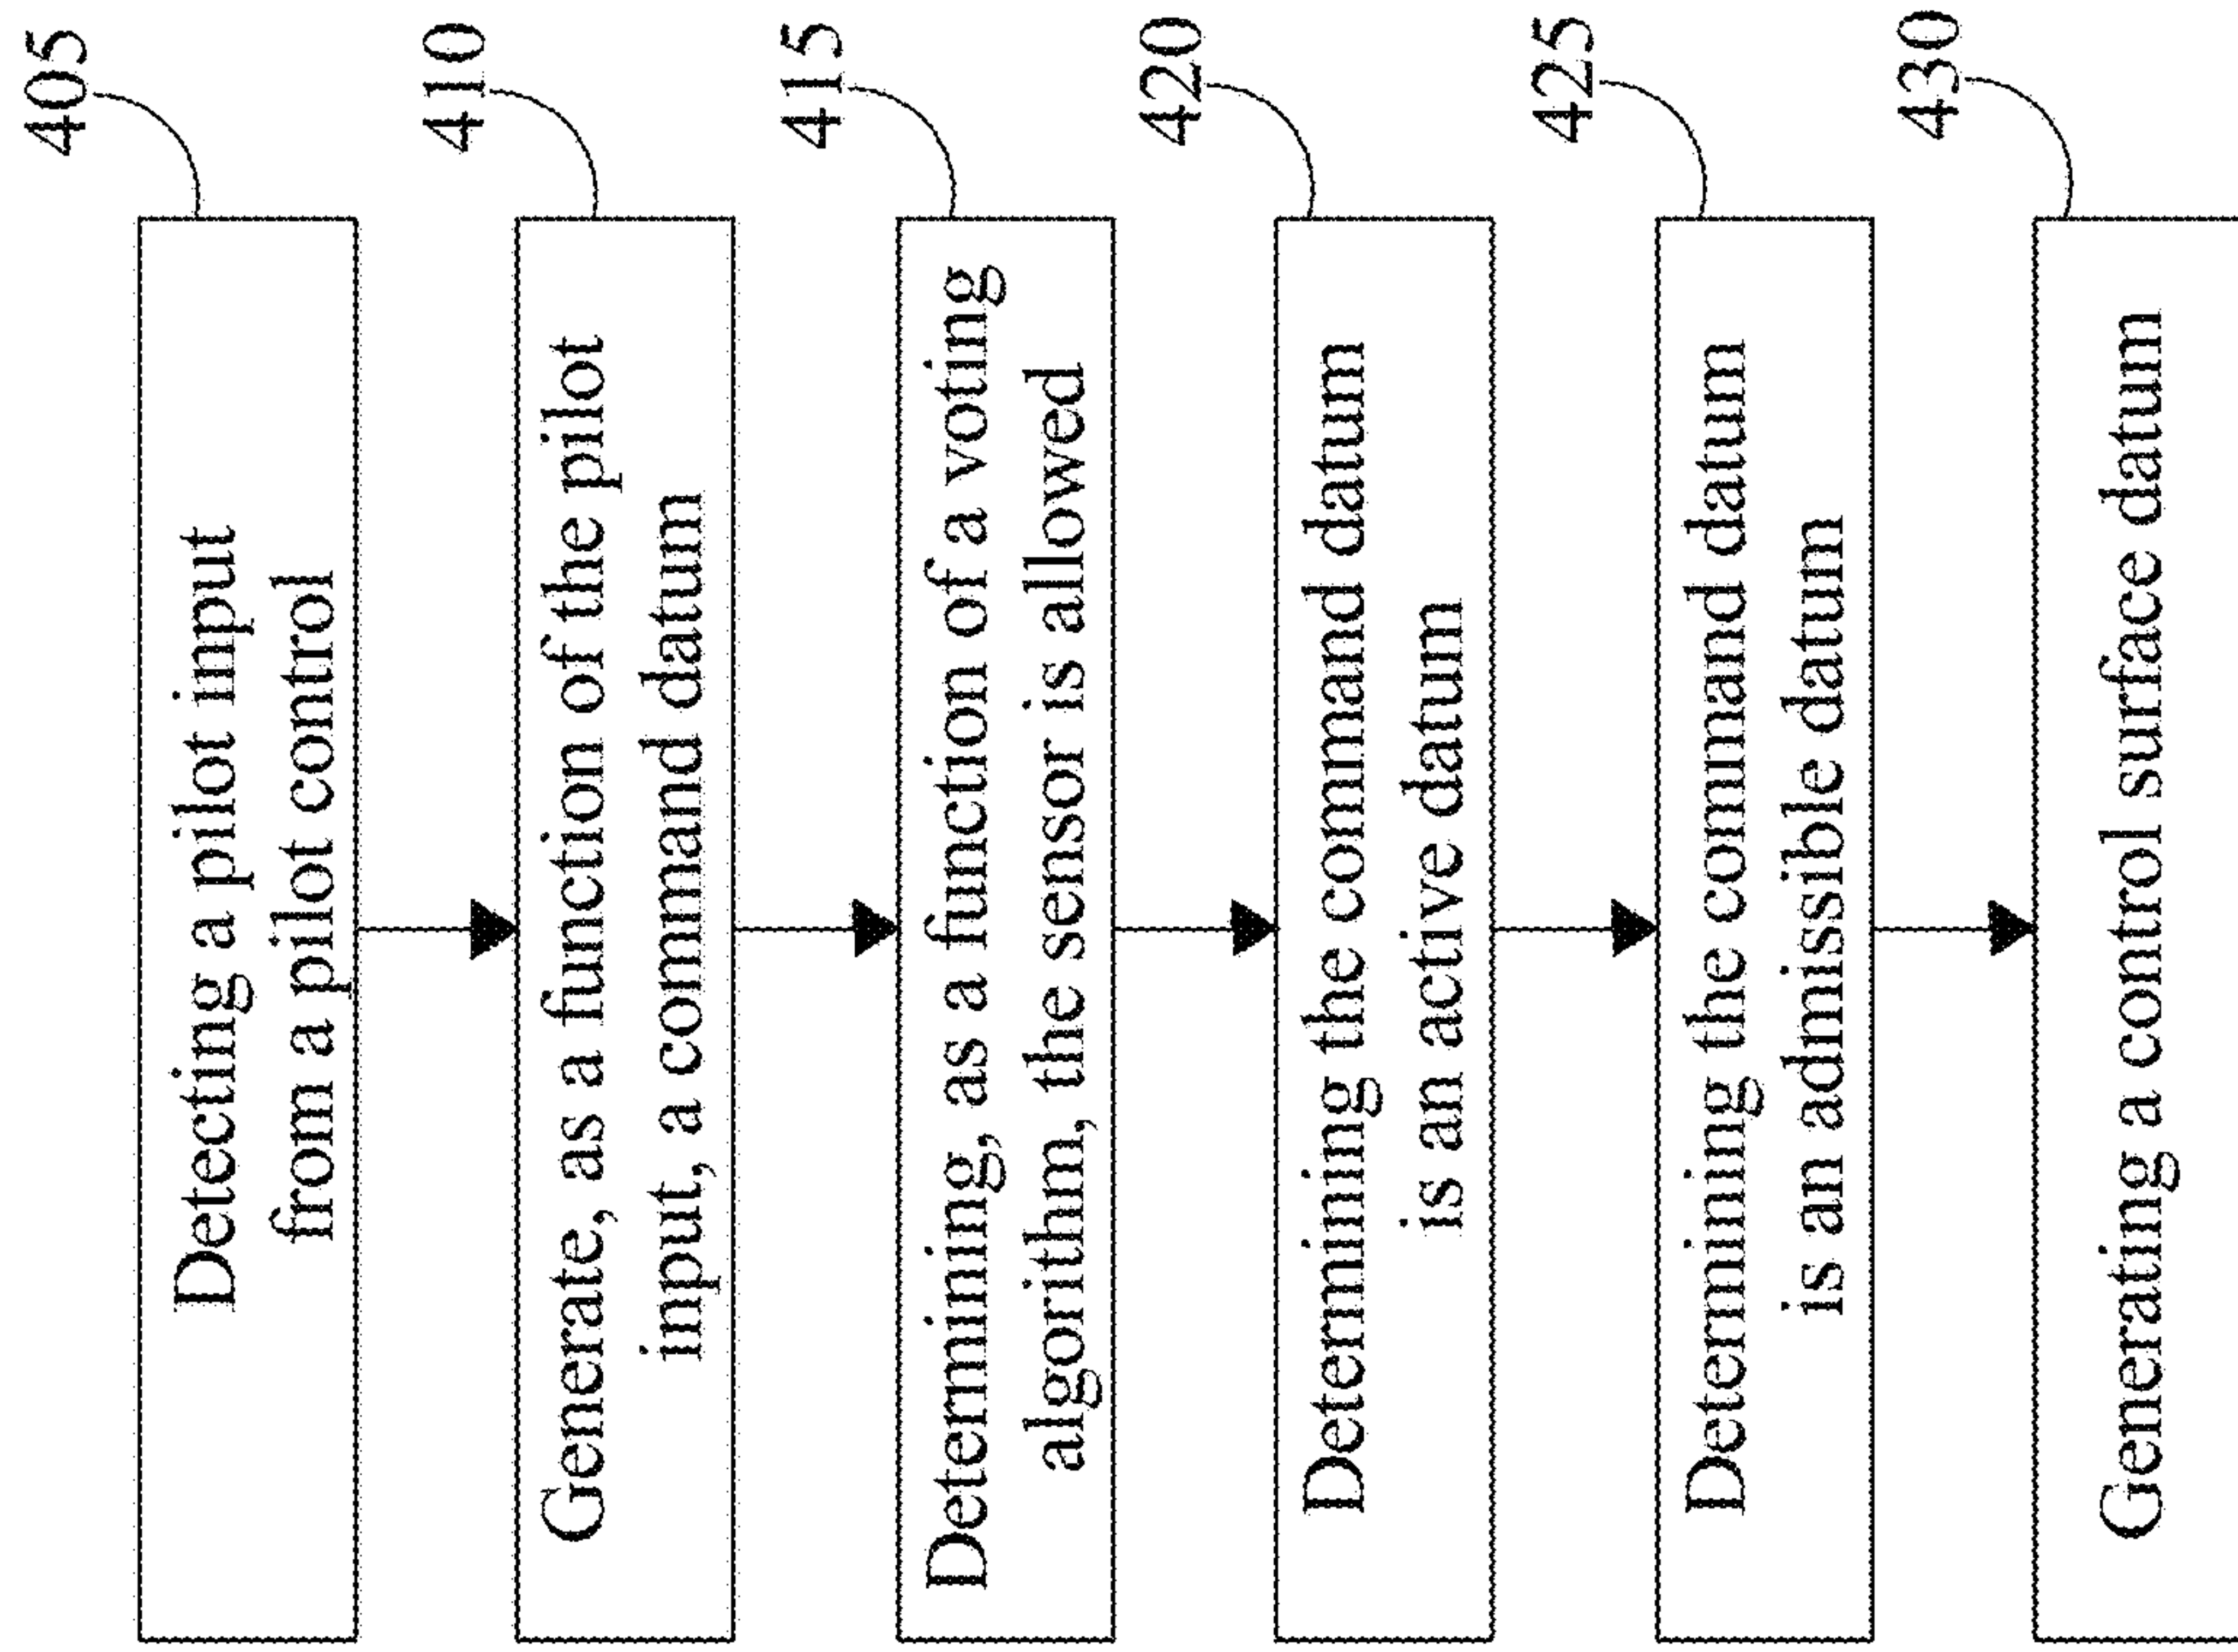 405
Detecting a pilot input
from a pilot control
410
Generate, as a function of the pilot
input, a command datum
415
Determining, as a function of a voting
algorithm, the sensor is allowed
420
Determining the command datum
is an active datum
425
Determining the command datum
is an admissible datum
430
Generating a control surface datum